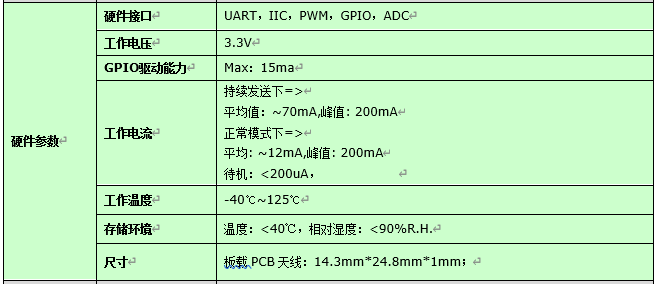 硬件参数
硬件接口 UART，IIC，PWM，GPIO，ADC
工作电压 3.3V
GPIO驱动能力 Max：15ma
工作电流
持续发送下=>
平均值：~70mA,峰值: 200mA
正常模式下=>
平均: ~12mA,峰值: 200mA
待机：<200uA，
工作温度 -40℃~125℃
存储环境 温度：<40℃，相对湿度：<90%R.H.
尺寸 板载 PCB 天线：14.3mm*24.8mm*1mm；